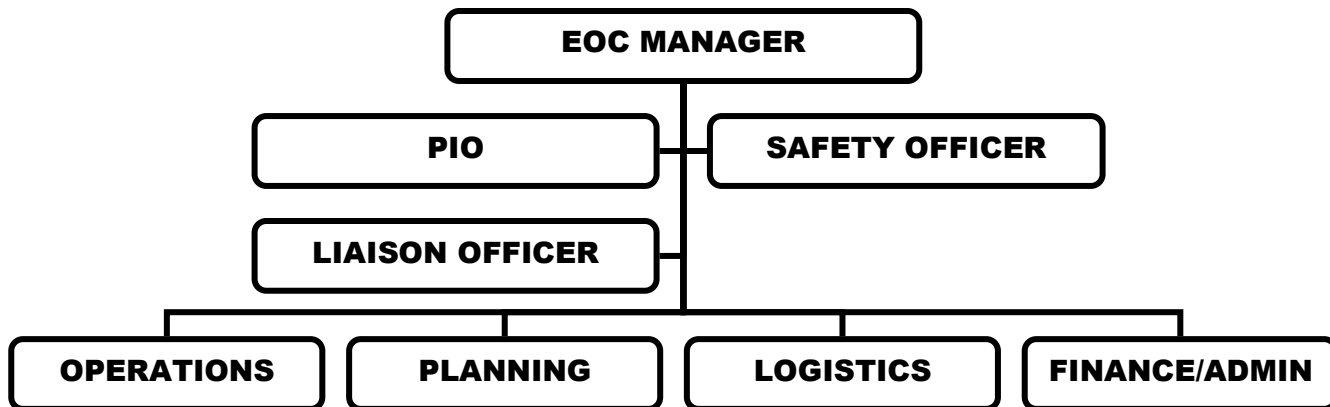 EOC MANAGER
PIO
SAFETY OFFICER
LIAISON OFFICER
OPERATIONS
PLANNING
LOGISTICS
FINANCE/ADMIN